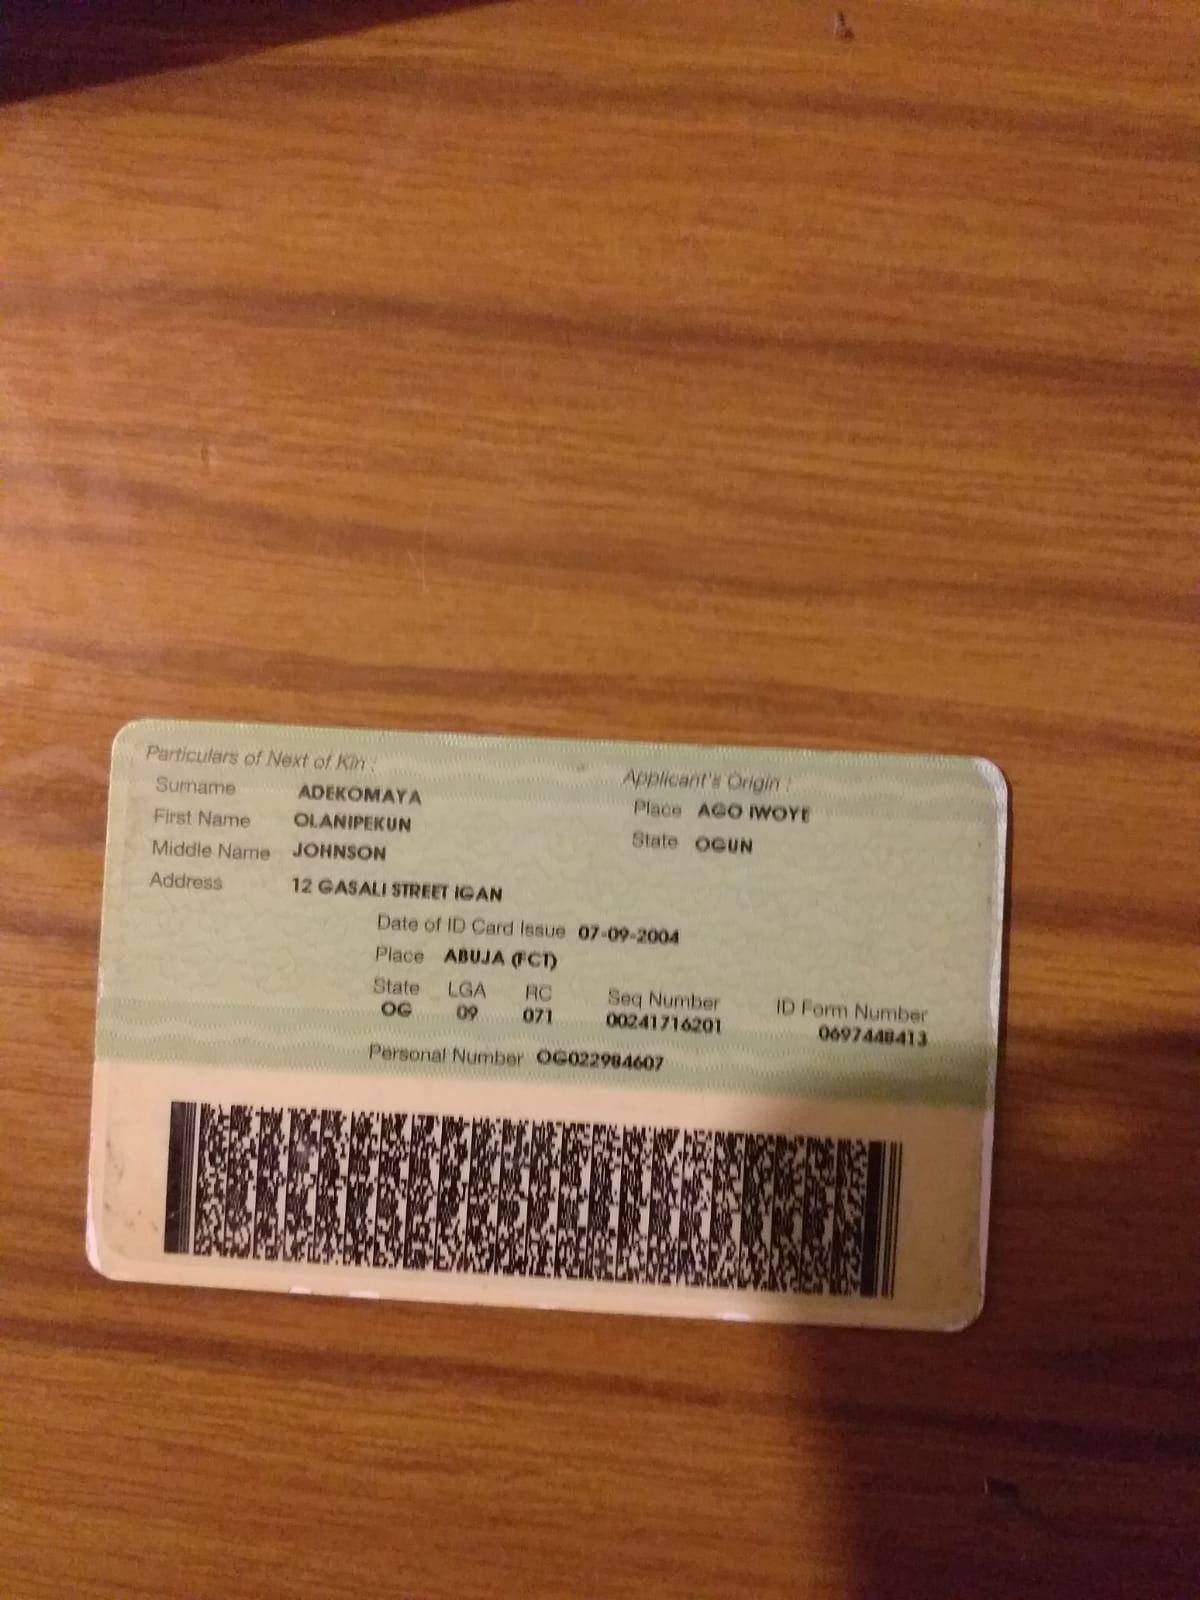 Particulars of Next of Kin :
Surname ADEKOMAYA
First Name OLANIPEKUN
Middle Name JOHNSON
Address 12 GASALI STREET IGAN
Applicant's Origin :
Place AGO IWOYE
State OGUN
Date of ID Card Issue 07-09-2004
Place ABUJA (FCT)
State LGA RC Seq Number ID Form Number
OG 09 071 00241716201 0697448413
Personal Number OG022984607